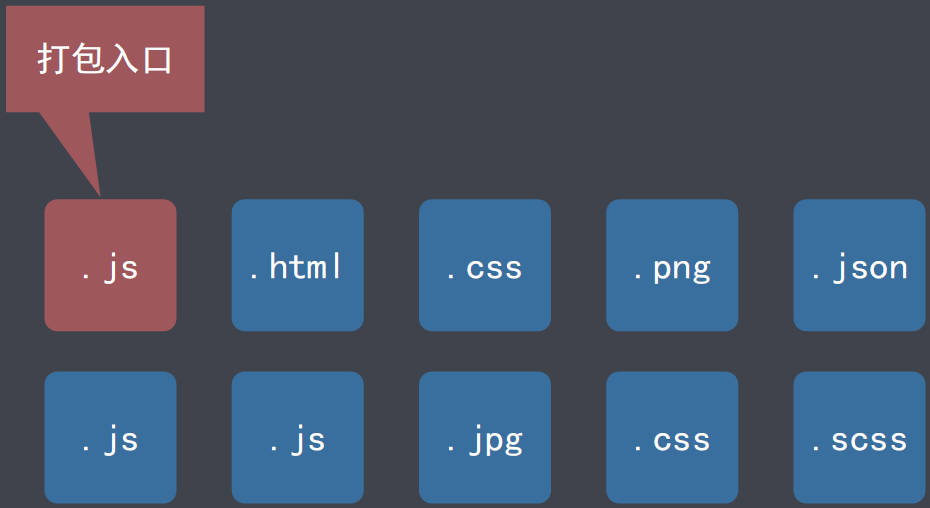 打包入口
.js
.html
.css
.png
.json
.js
.js
.jpg
.css
.scss